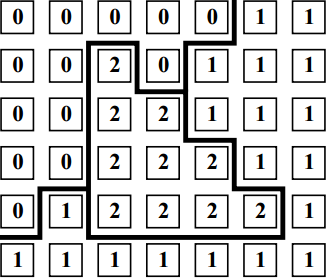 0 0 0 0 0 1 1
0 0 2 0 1 1 1
0 0 2 2 1 1 1
0 0 2 2 2 1 1
0 1 2 2 2 2 1
1 1 1 1 1 1 1